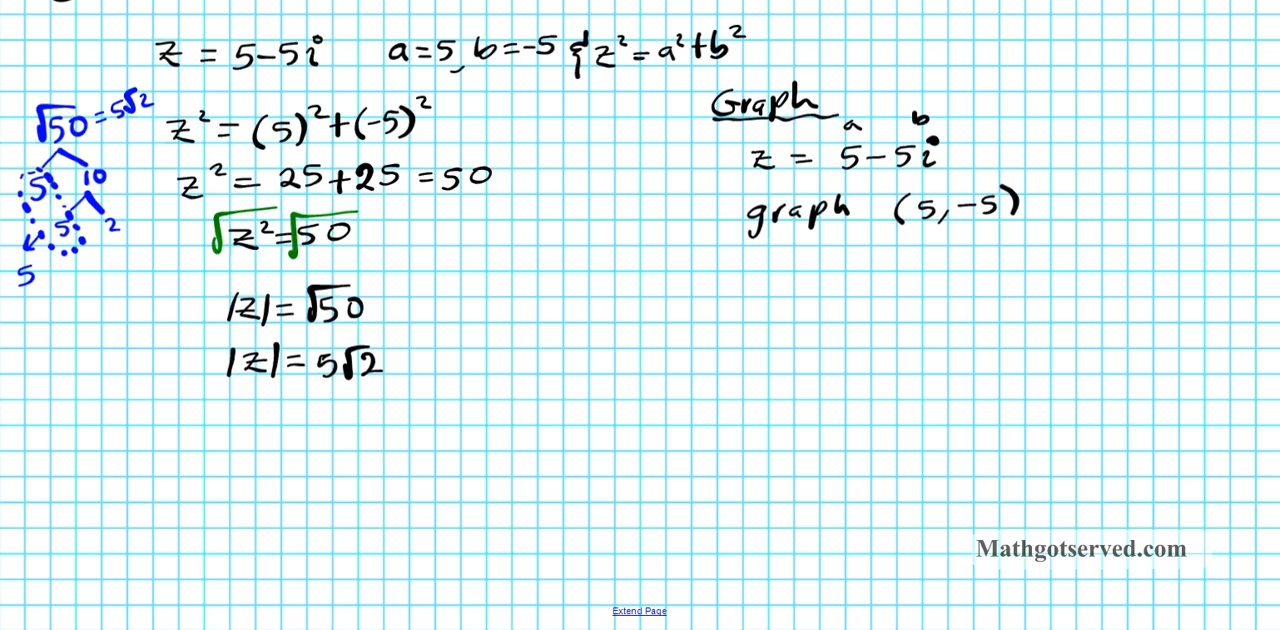 z = 5-5i a=5, b=-5 & z²=a²+b²
√50 = 5√2
5 10
5 2
5
z² = (5)²+(-5)²
z² = 25+25 = 50
√z²=√50
|z|= √50
|z|= 5√2
Graph
a b
z = 5-5i
graph (5,-5)
Mathgotserved.com
Extend Page